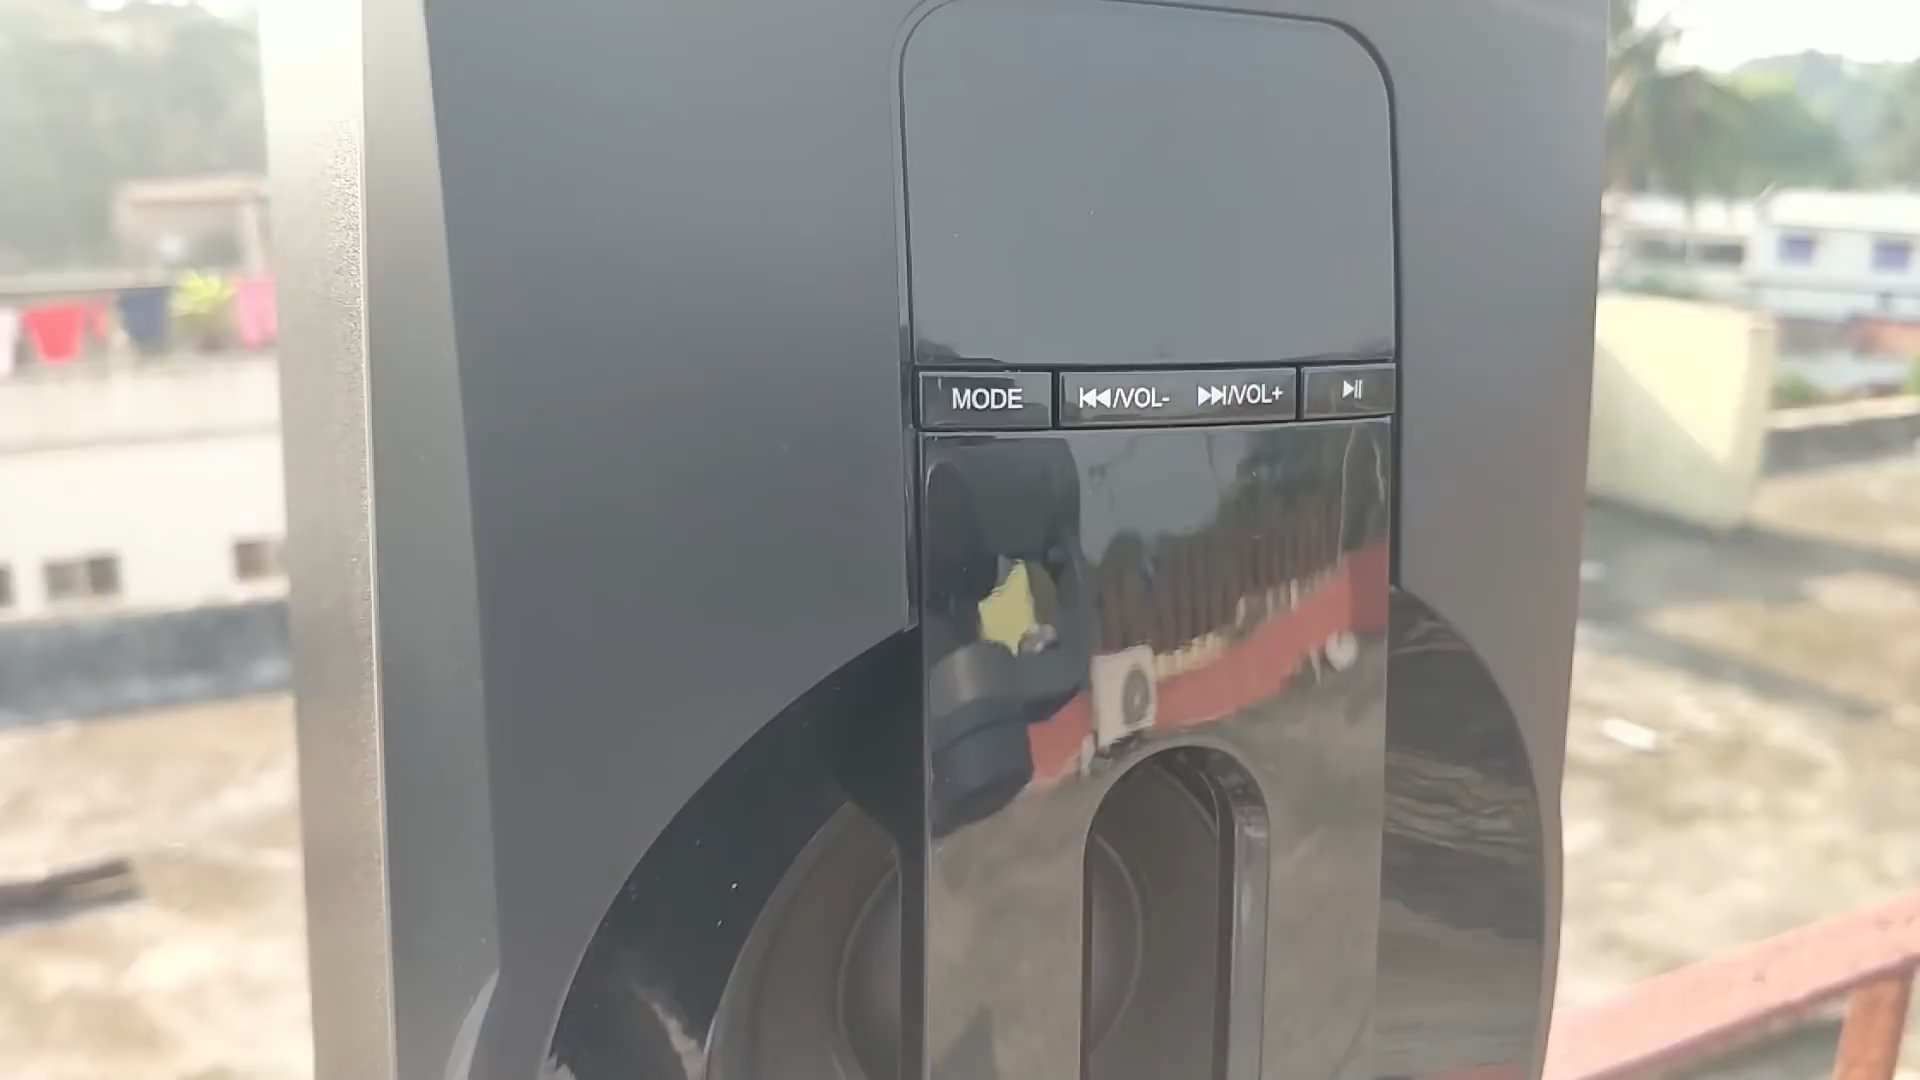 MODE ⏮/VOL- ⏭/VOL+ ⏯